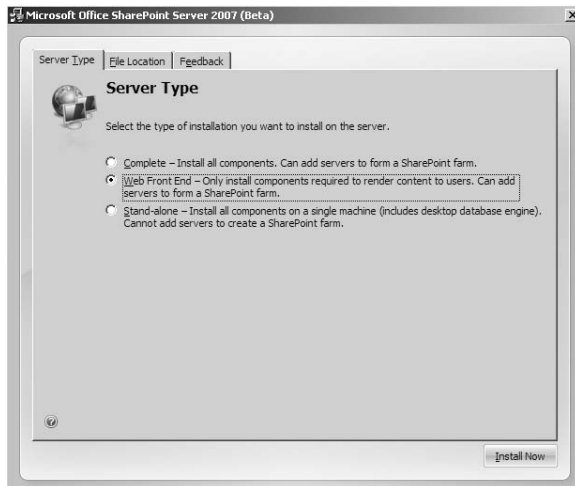 Microsoft Office SharePoint Server 2007 (Beta)
Server Type
File Location
Feedback
Server Type
Select the type of installation you want to install on the server.
Complete – Install all components. Can add servers to form a SharePoint farm.
Web Front End – Only install components required to render content to users. Can add
servers to form a SharePoint farm.
Stand-alone – Install all components on a single machine (includes desktop database engine).
Cannot add servers to create a SharePoint farm.
Install Now